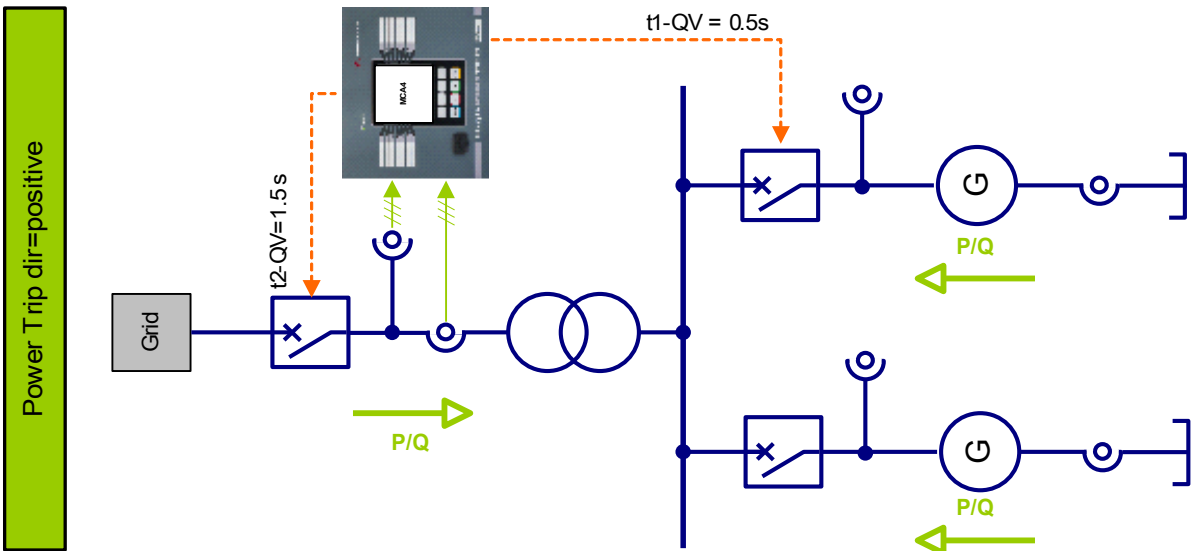 Power Trip dir=positive
t1-QV = 0.5s
MCA4
t2-QV=1.5 s
Grid
P/Q
G
P/Q
G
P/Q